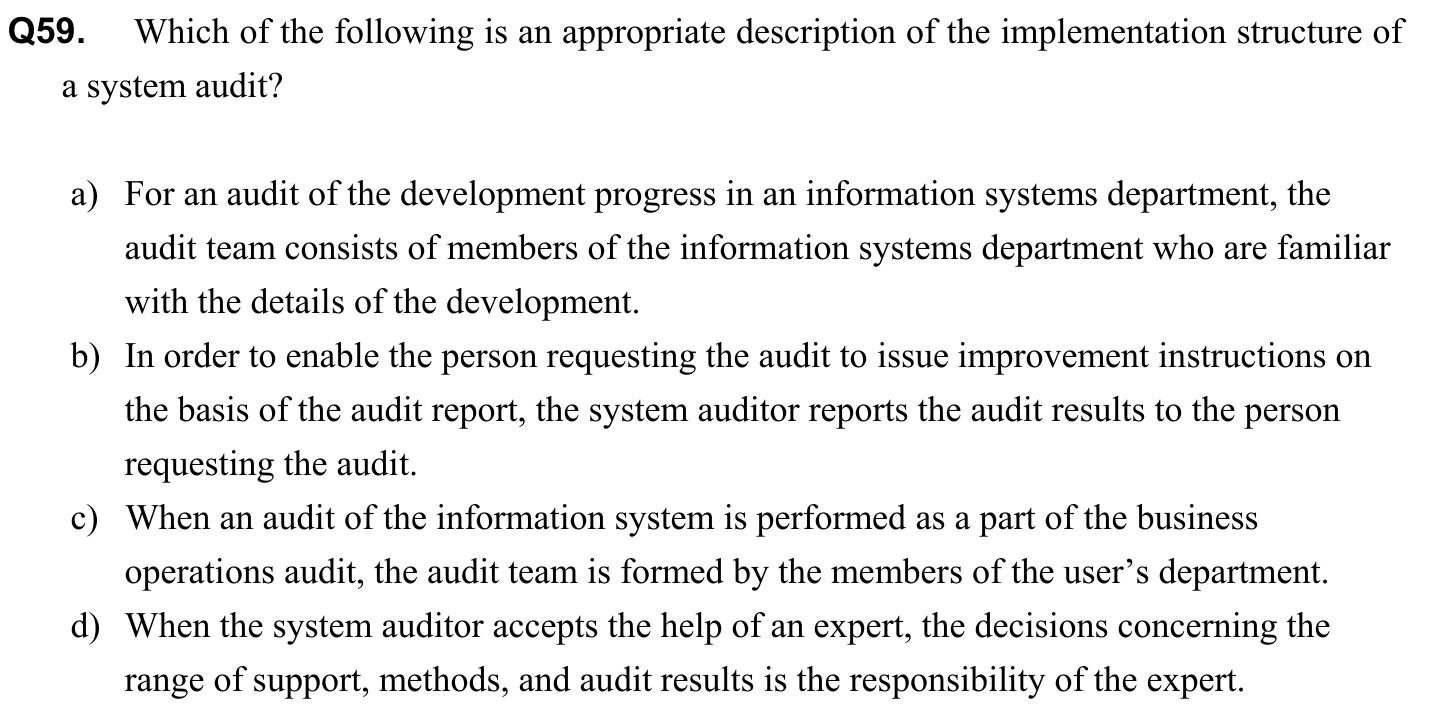 Q59. Which of the following is an appropriate description of the implementation structure of
a system audit?
a) For an audit of the development progress in an information systems department, the
audit team consists of members of the information systems department who are familiar
with the details of the development.
b) In order to enable the person requesting the audit to issue improvement instructions on
the basis of the audit report, the system auditor reports the audit results to the person
requesting the audit.
c) When an audit of the information system is performed as a part of the business
operations audit, the audit team is formed by the members of the user’s department.
d) When the system auditor accepts the help of an expert, the decisions concerning the
range of support, methods, and audit results is the responsibility of the expert.